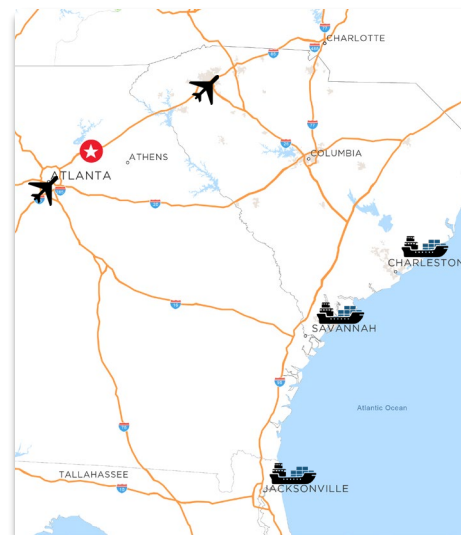 CHARLOTTE
ATHENS
COLUMBIA
ATLANTA
CHARLESTON
SAVANNAH
Atlantic Ocean
TALLAHASSEE
JACKSONVILLE